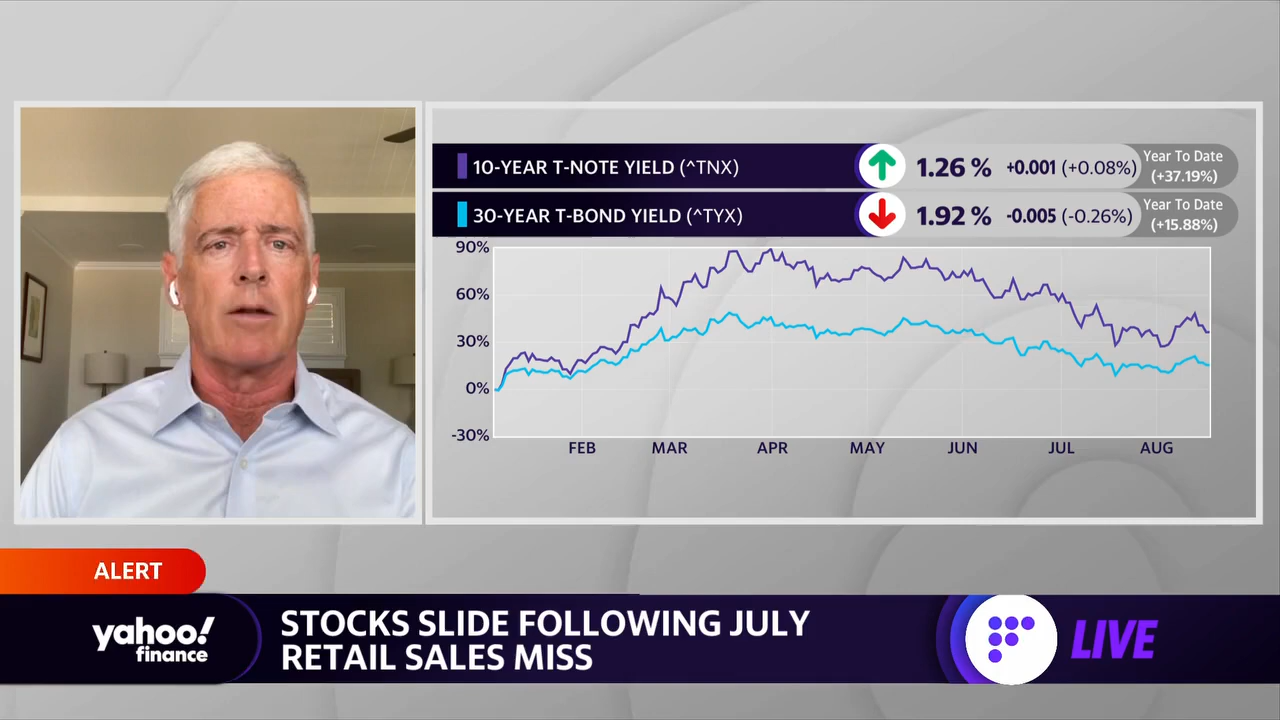 10-YEAR T-NOTE YIELD (^TNX)
1.26 %
+0.001 (+0.08%)
Year To Date
(+37.19%)
30-YEAR T-BOND YIELD (^TYX)
1.92 %
-0.005 (-0.26%)
Year To Date
(+15.88%)
90%
60%
30%
0%
-30%
FEB MAR APR MAY JUN JUL AUG
ALERT
yahoo!
finance
STOCKS SLIDE FOLLOWING JULY
RETAIL SALES MISS
LIVE